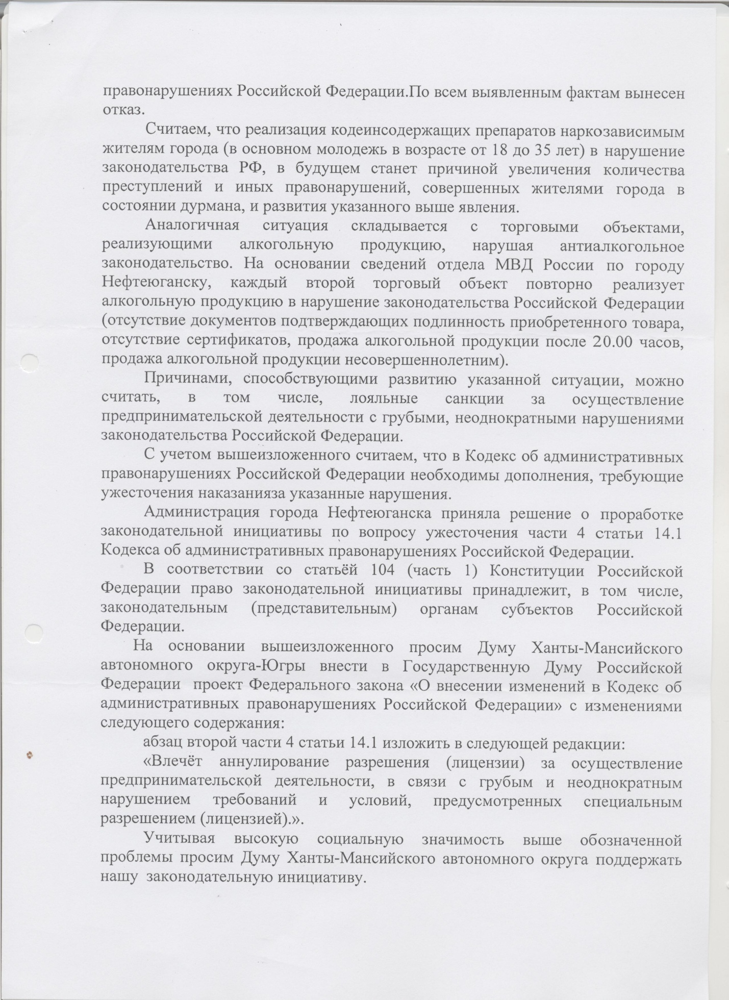 правонарушениях Российской Федерации.По всем выявленным фактам вынесен
отказ.
Считаем, что реализация кодеинсодержащих препаратов наркозависимым
жителям города (в основном молодежь в возрасте от 18 до 35 лет) в нарушение
законодательства РФ, в будущем станет причиной увеличения количества
преступлений и иных правонарушений, совершенных жителями города в
состоянии дурмана, и развития указанного выше явления.
Аналогичная ситуация складывается с торговыми объектами,
реализующими алкогольную продукцию, нарушая антиалкогольное
законодательство. На основании сведений отдела МВД России по городу
Нефтеюганску, каждый второй торговый объект повторно реализует
алкогольную продукцию в нарушение законодательства Российской Федерации
(отсутствие документов подтверждающих подлинность приобретенного товара,
отсутствие сертификатов, продажа алкогольной продукции после 20.00 часов,
продажа алкогольной продукции несовершеннолетним).
Причинами, способствующими развитию указанной ситуации, можно
считать, в том числе, лояльные санкции за осуществление
предпринимательской деятельности с грубыми, неоднократными нарушениями
законодательства Российской Федерации.
С учетом вышеизложенного считаем, что в Кодекс об административных
правонарушениях Российской Федерации необходимы дополнения, требующие
ужесточения наказанияза указанные нарушения.
Администрация города Нефтеюганска приняла решение о проработке
законодательной инициативы по вопросу ужесточения части 4 статьи 14.1
Кодекса об административных правонарушениях Российской Федерации.
В соответствии со статьёй 104 (часть 1) Конституции Российской
Федерации право законодательной инициативы принадлежит, в том числе,
законодательным (представительным) органам субъектов Российской
Федерации.
На основании вышеизложенного просим Думу Ханты-Мансийского
автономного округа-Югры внести в Государственную Думу Российской
Федерации проект Федерального закона «О внесении изменений в Кодекс об
административных правонарушениях Российской Федерации» с изменениями
следующего содержания:
абзац второй части 4 статьи 14.1 изложить в следующей редакции:
«Влечёт аннулирование разрешения (лицензии) за осуществление
предпринимательской деятельности, в связи с грубым и неоднократным
нарушением требований и условий, предусмотренных специальным
разрешением (лицензией).».
Учитывая высокую социальную значимость выше обозначенной
проблемы просим Думу Ханты-Мансийского автономного округа поддержать
нашу законодательную инициативу.